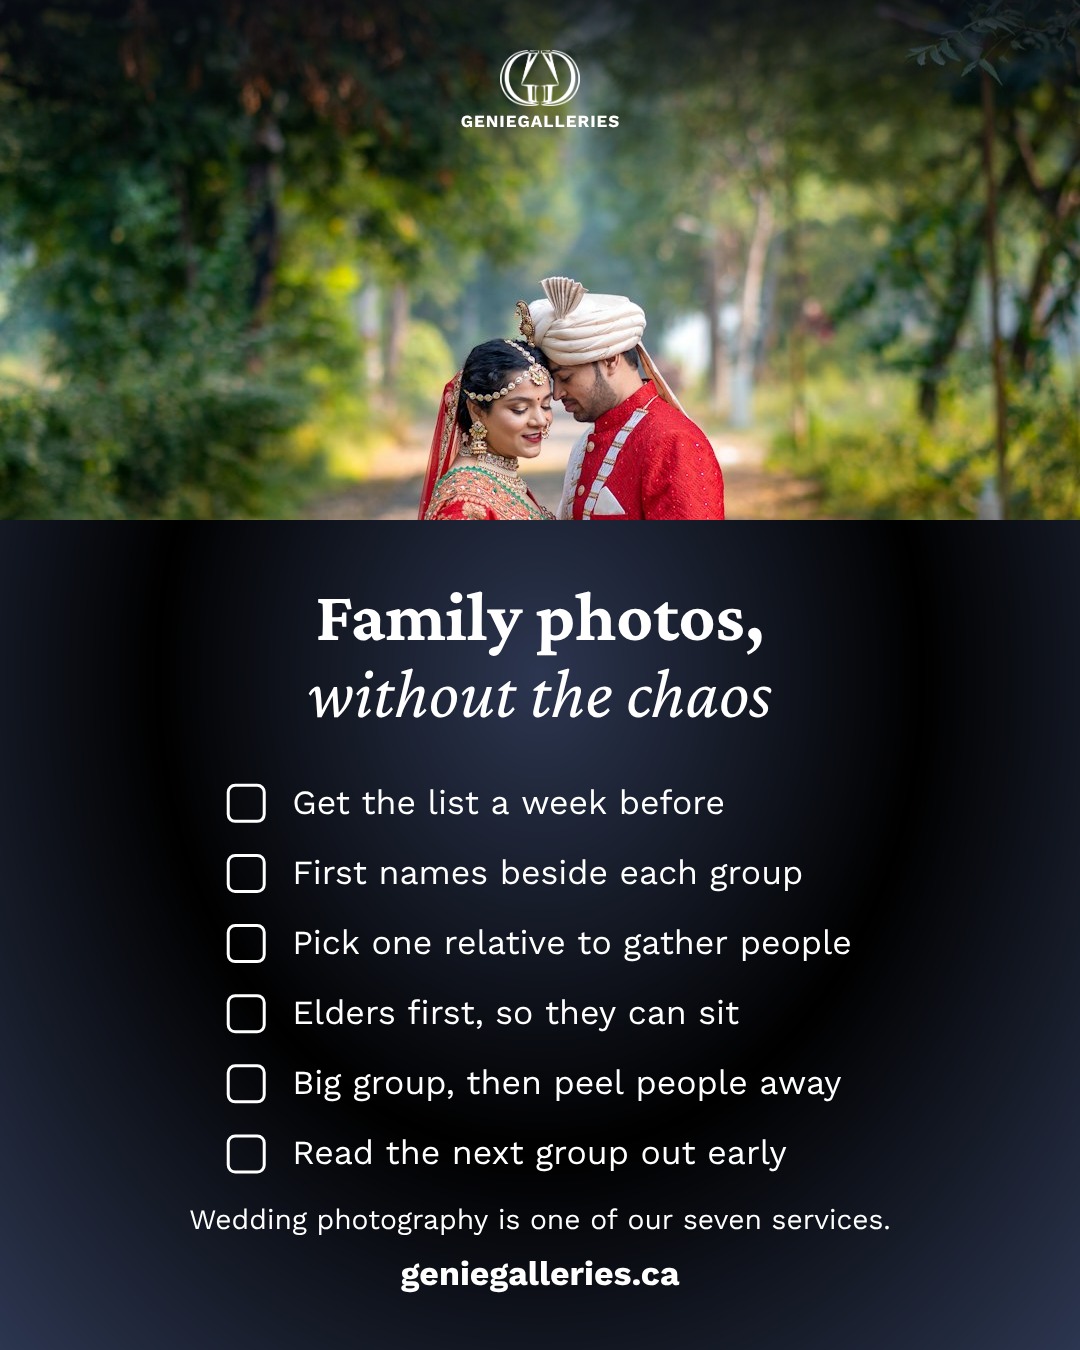 GENIEGALLERIES
Family photos,
without the chaos
Get the list a week before
First names beside each group
Pick one relative to gather people
Elders first, so they can sit
Big group, then peel people away
Read the next group out early
Wedding photography is one of our seven services.
geniegalleries.ca